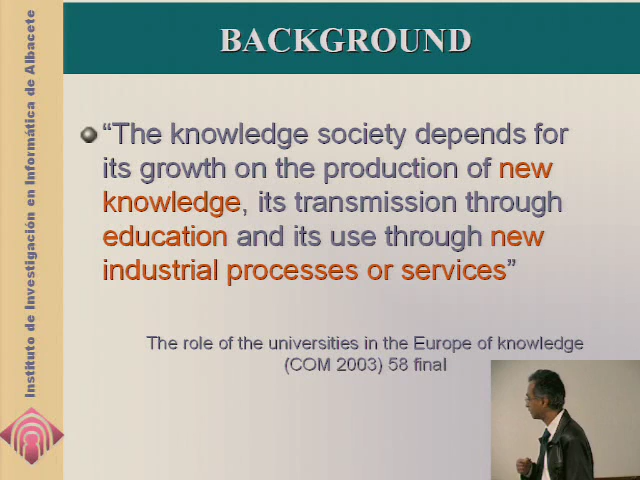 BACKGROUND
“The knowledge society depends for
its growth on the production of new
knowledge, its transmission through
education and its use through new
industrial processes or services”
The role of the universities in the Europe of knowledge
(COM 2003) 58 final
Instituto de Investigación en Informática de Albacete